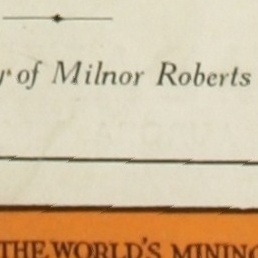 of Milnor Roberts
THE WORLD'S MINING